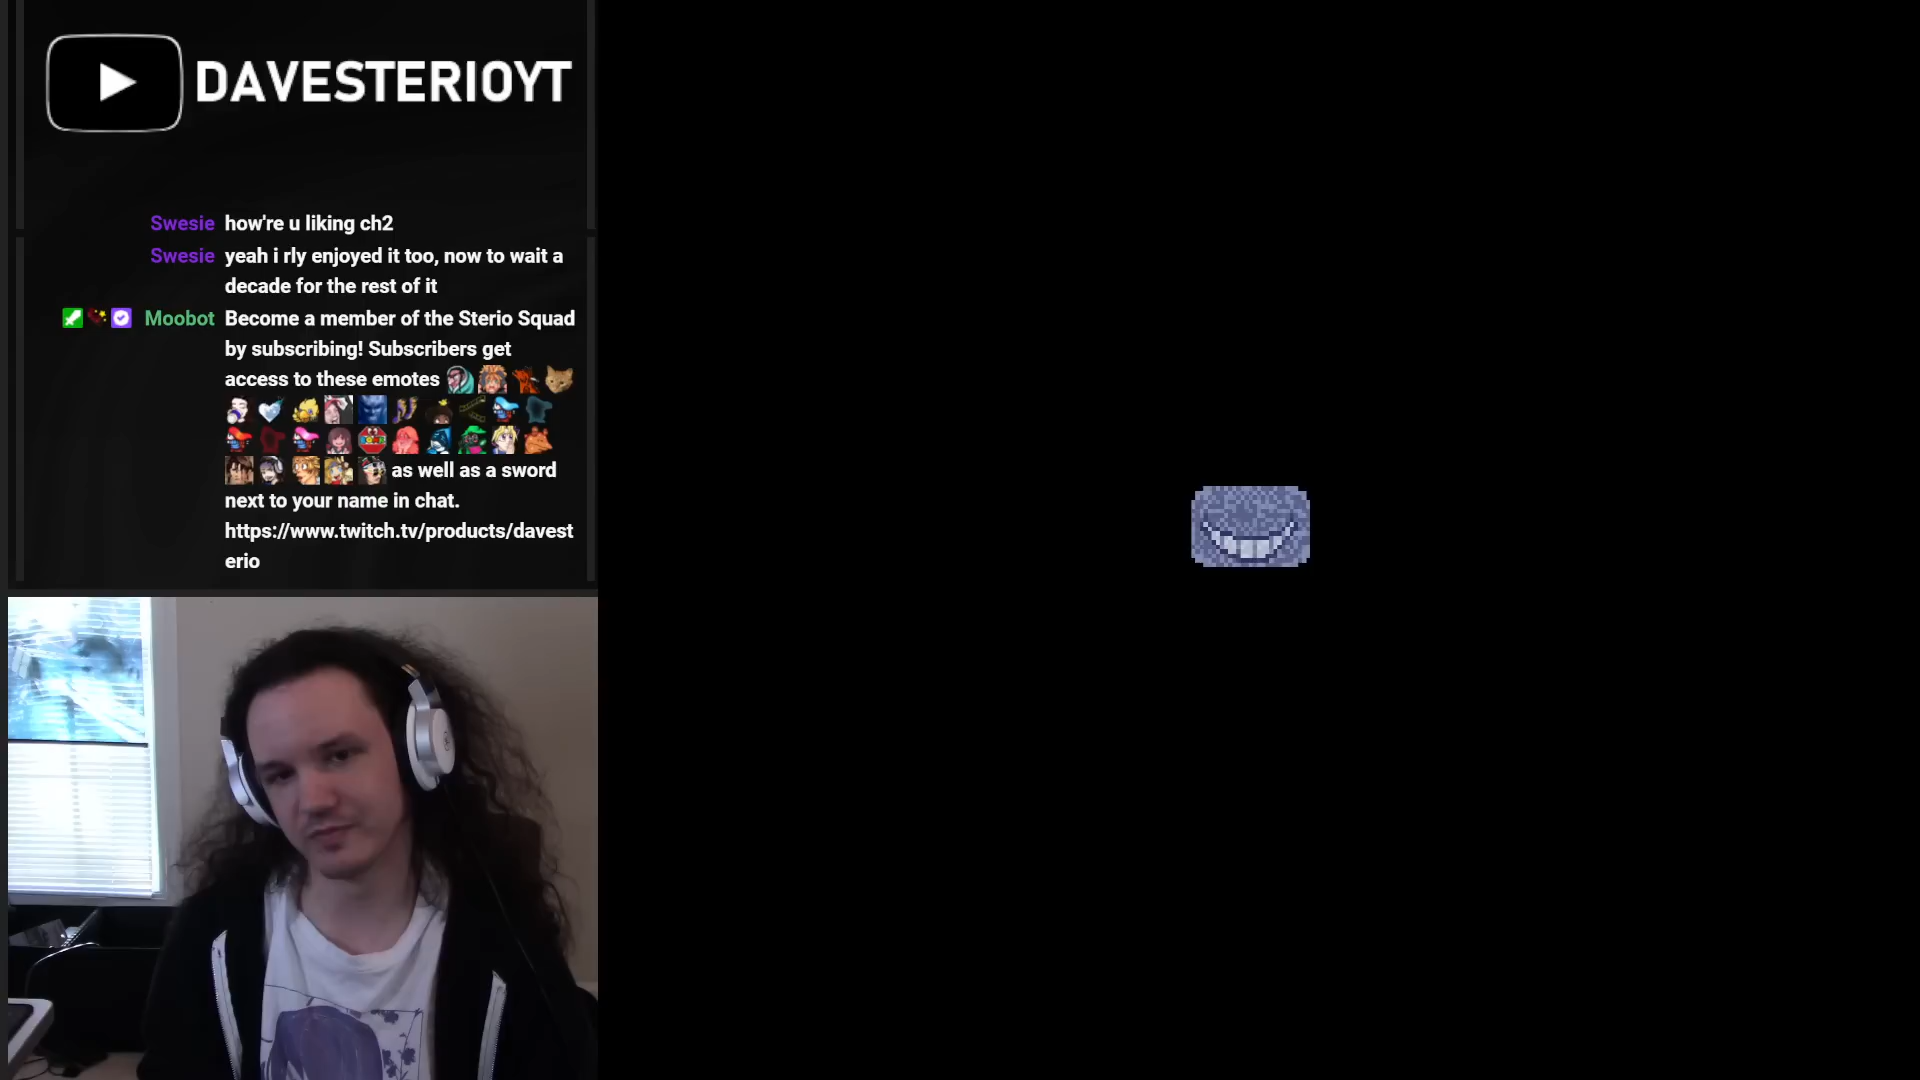 DAVESTERIOYT
Swesie how're u liking ch2
Swesie yeah i rly enjoyed it too, now to wait a
decade for the rest of it
Moobot Become a member of the Sterio Squad
by subscribing! Subscribers get
access to these emotes
as well as a sword
next to your name in chat.
https://www.twitch.tv/products/davest
erio